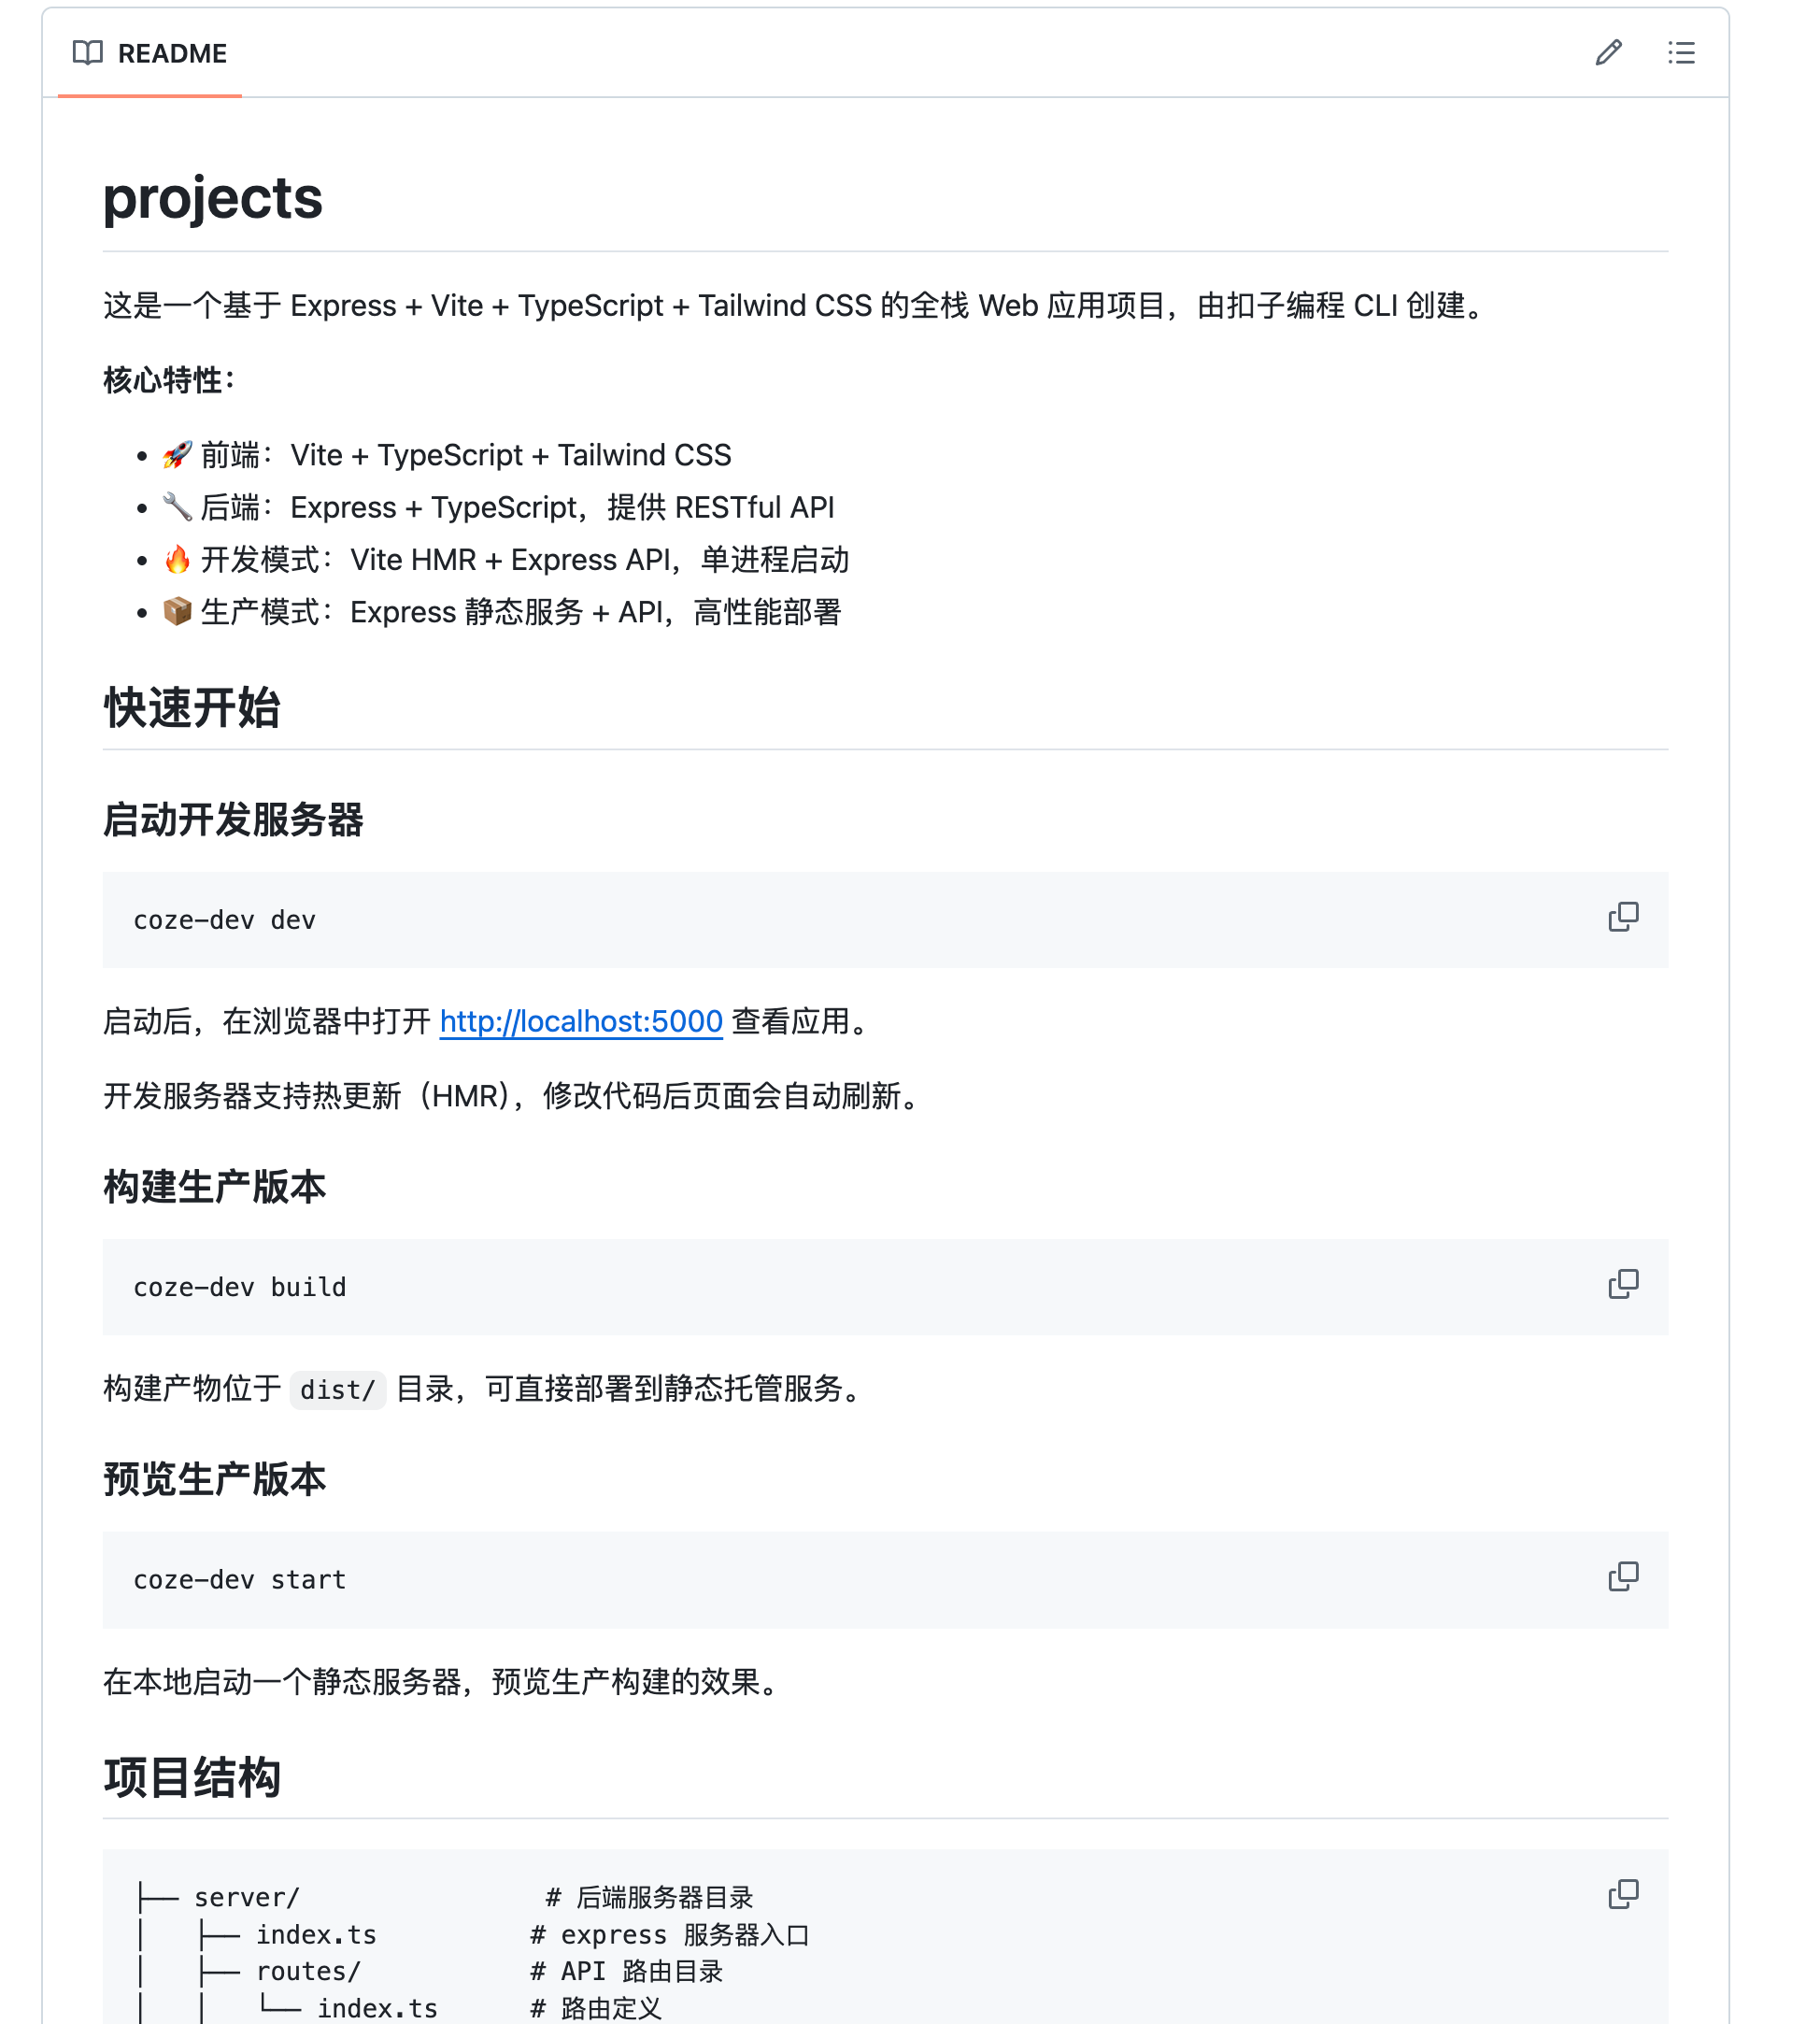 README
projects
这是一个基于 Express + Vite + TypeScript + Tailwind CSS 的全栈 Web 应用项目，由扣子编程 CLI 创建。
核心特性：
• 🚀 前端：Vite + TypeScript + Tailwind CSS
• 🔧 后端：Express + TypeScript，提供 RESTful API
• 🔥 开发模式：Vite HMR + Express API，单进程启动
• 📦 生产模式：Express 静态服务 + API，高性能部署
快速开始
启动开发服务器
coze-dev dev
启动后，在浏览器中打开 http://localhost:5000 查看应用。
开发服务器支持热更新（HMR），修改代码后页面会自动刷新。
构建生产版本
coze-dev build
构建产物位于 dist/ 目录，可直接部署到静态托管服务。
预览生产版本
coze-dev start
在本地启动一个静态服务器，预览生产构建的效果。
项目结构
├── server/                # 后端服务器目录
│   ├── index.ts          # express 服务器入口
│   ├── routes/           # API 路由目录
│   │   └── index.ts      # 路由定义